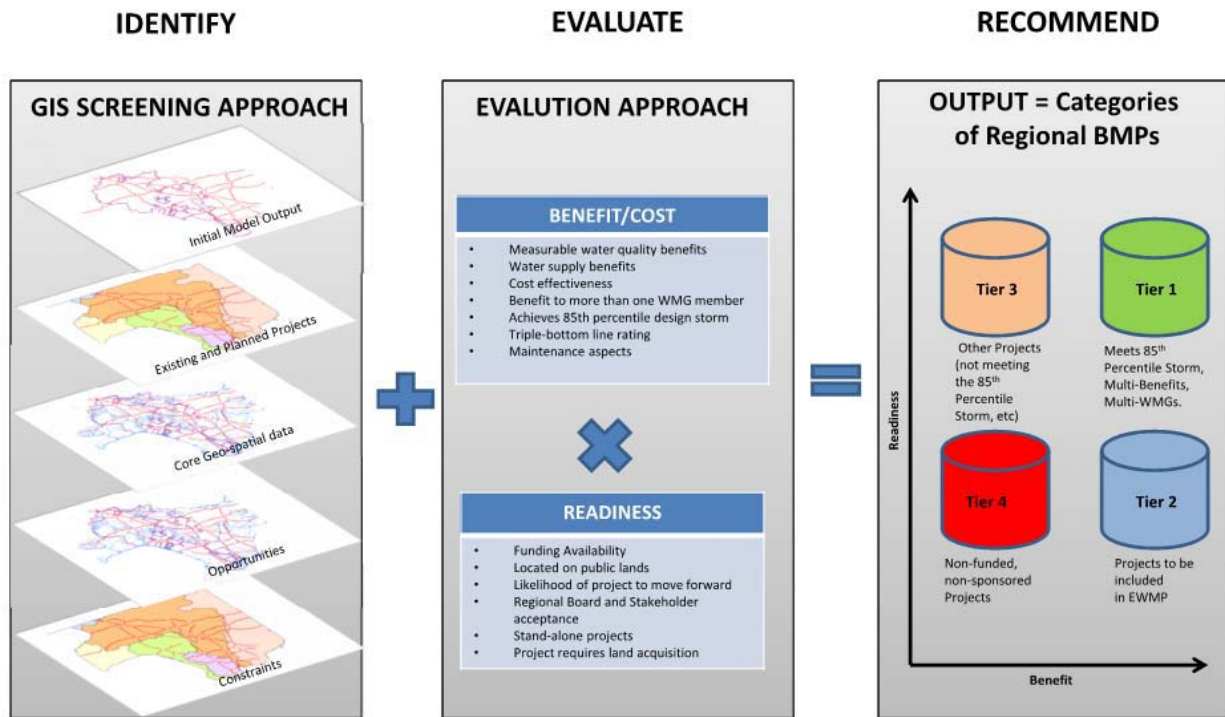 IDENTIFY
EVALUATE
RECOMMEND
GIS SCREENING APPROACH
Initial Model Output
Existing and Planned Projects
Core Geo-spatial data
Opportunities
Constraints
EVALUTION APPROACH
BENEFIT/COST
• Measurable water quality benefits
• Water supply benefits
• Cost effectiveness
• Benefit to more than one WMG member
• Achieves 85th percentile design storm
• Triple-bottom line rating
• Maintenance aspects
READINESS
• Funding Availability
• Located on public lands
• Likelihood of project to move forward
• Regional Board and Stakeholder
acceptance
• Stand-alone projects
• Project requires land acquisition
OUTPUT = Categories
of Regional BMPs
Readiness
Tier 3
Other Projects
(not meeting
the 85th
Percentile
Storm, etc)
Tier 1
Meets 85th
Percentile Storm,
Multi-Benefits,
Multi-WMGs.
Tier 4
Non-funded,
non-sponsored
Projects
Tier 2
Projects to be
included
in EWMP
Benefit